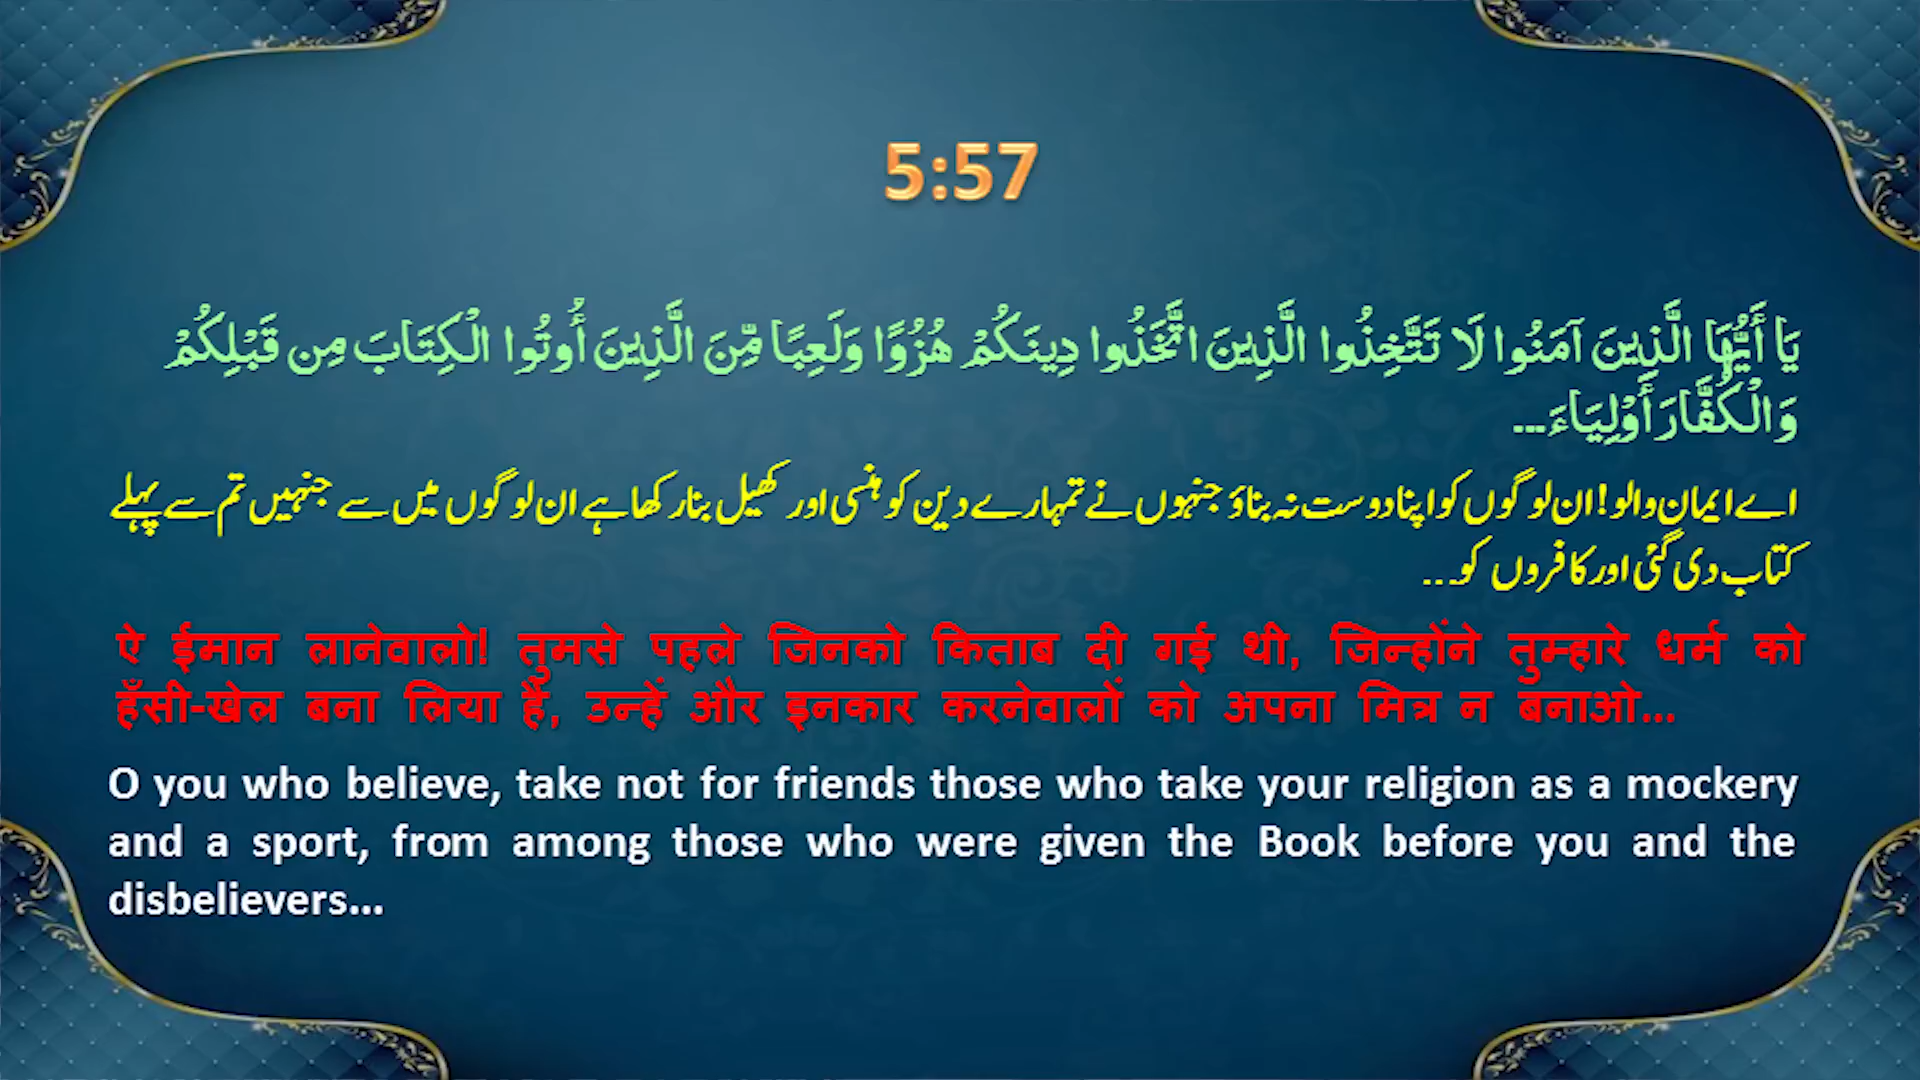 5:57
يَا أَيُّهَا الَّذِينَ آمَنُوا لَا تَتَّخِذُوا الَّذِينَ اتَّخَذُوا دِينَكُمْ هُزُوًا وَلَعِبًا مِّنَ الَّذِينَ أُوتُوا الْكِتَابَ مِن قَبْلِكُمْ
وَالْكُفَّارَ أَوْلِيَاءَ...
اے ایمان والو! ان لوگوں کو اپنا دوست نہ بناؤ جنہوں نے تمہارے دین کو ہنسی اور کھیل بنا رکھا ہے ان لوگوں میں سے جنہیں تم سے پہلے
کتاب دی گئی اور کافروں کو...
ऐ ईमान लानेवालो! तुमसे पहले जिनको किताब दी गई थी, जिन्होंने तुम्हारे धर्म को
हँसी-खेल बना लिया है, उन्हें और इनकार करनेवालों को अपना मित्र न बनाओ...
O you who believe, take not for friends those who take your religion as a mockery
and a sport, from among those who were given the Book before you and the
disbelievers...